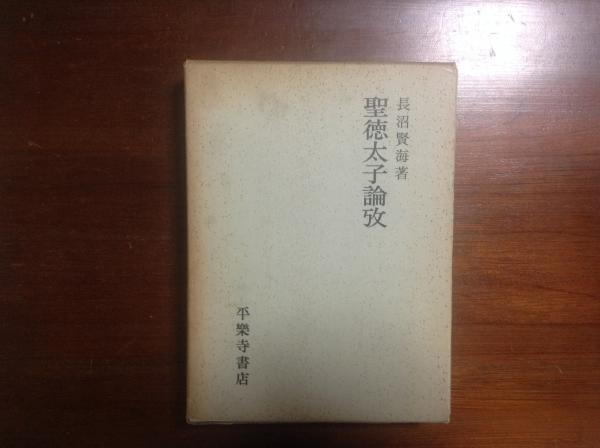 長沼賢海著
聖徳太子論攷
平樂寺書店